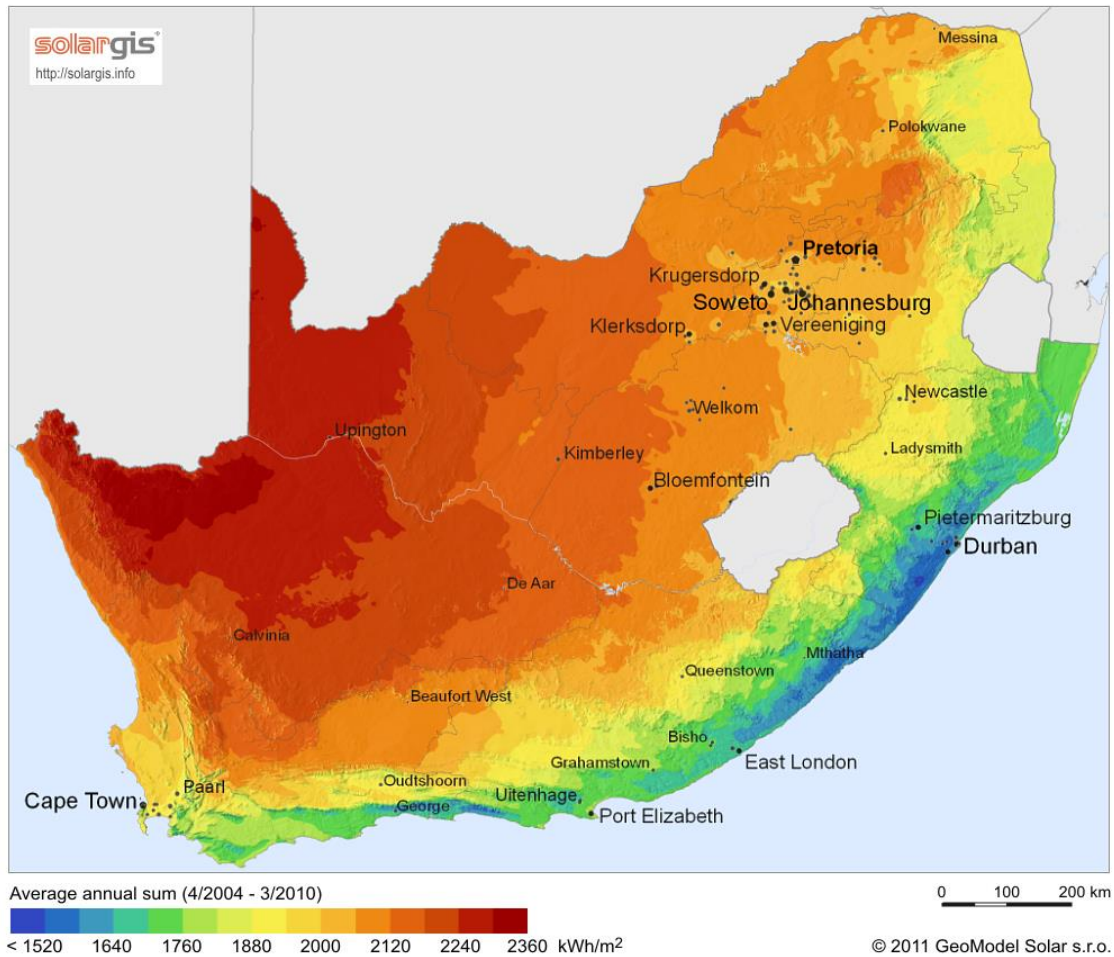 solargis
http://solargis.info
Messina
Polokwane
Pretoria
Krugersdorp
Soweto
Johannesburg
Klerksdorp
Vereeniging
Newcastle
Welkom
Upington
Kimberley
Ladysmith
Bloemfontein
Pietermaritzburg
Durban
De Aar
Calvinia
Mthatha
Queenstown
Beaufort West
Bisho
East London
Grahamstown
Oudtshoorn
Paarl
Uitenhage
Cape Town
George
Port Elizabeth
Average annual sum (4/2004 - 3/2010)
0 100 200 km
< 1520 1640 1760 1880 2000 2120 2240 2360 kWh/m²
© 2011 GeoModel Solar s.r.o.